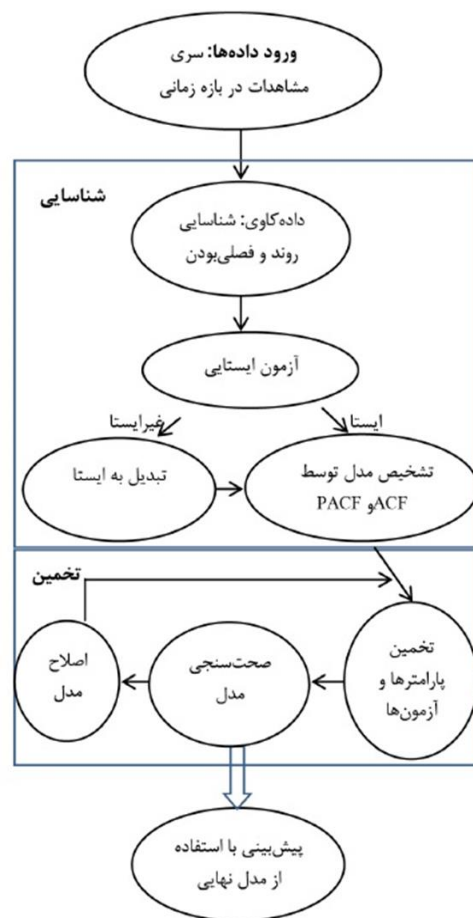 ورود داده‌ها: سری
مشاهدات در بازه زمانی
شناسایی
داده‌کاوی: شناسایی
روند و فصلی‌بودن
آزمون ایستایی
ایستا
غیرایستا
تشخیص مدل توسط
ACFو PACF
تبدیل به ایستا
تخمین
تخمین
پارامترها و
آزمون‌ها
صحت‌سنجی
مدل
اصلاح
مدل
پیش‌بینی با استفاده
از مدل نهایی